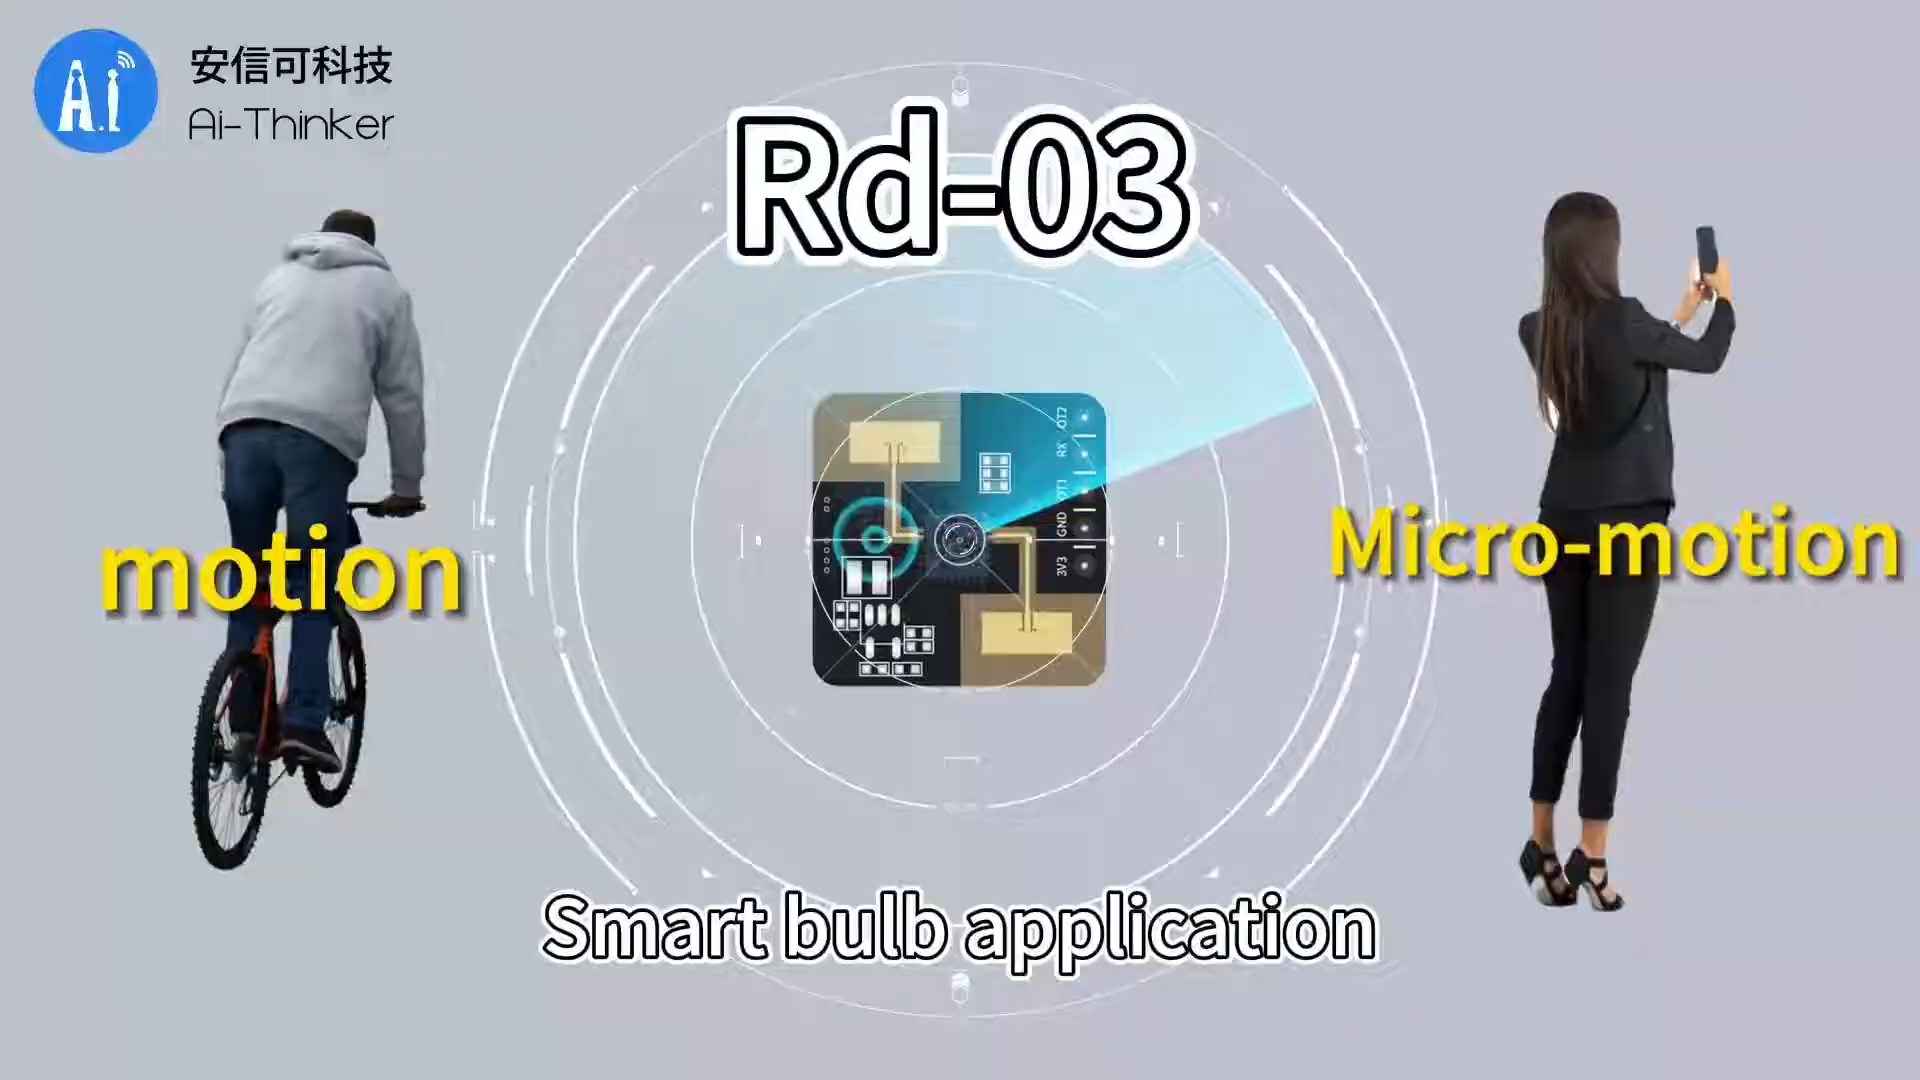 安信可科技
Ai-Thinker
Rd-03
motion
Micro-motion
OT2
RX
OT1
GND
3V3
Smart bulb application